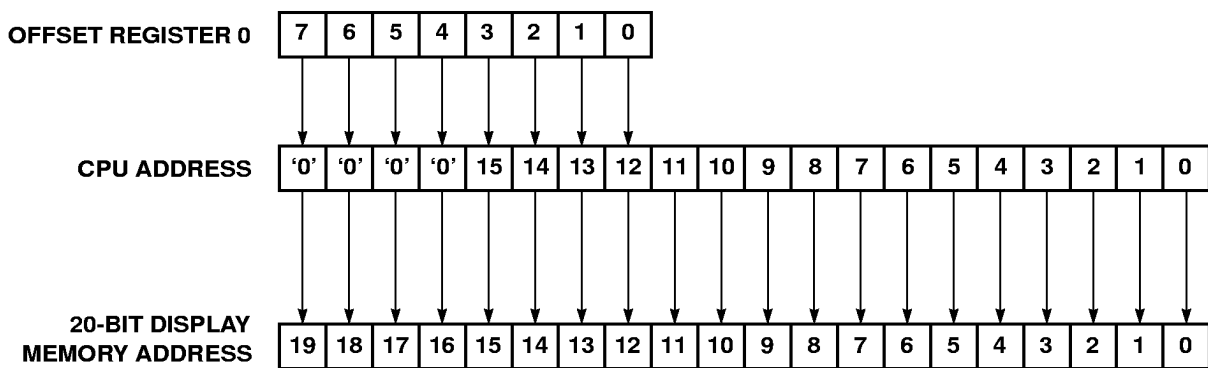 OFFSET REGISTER 0 7 6 5 4 3 2 1 0
CPU ADDRESS ‘0’ ‘0’ ‘0’ ‘0’ 15 14 13 12 11 10 9 8 7 6 5 4 3 2 1 0
20-BIT DISPLAY
MEMORY ADDRESS 19 18 17 16 15 14 13 12 11 10 9 8 7 6 5 4 3 2 1 0